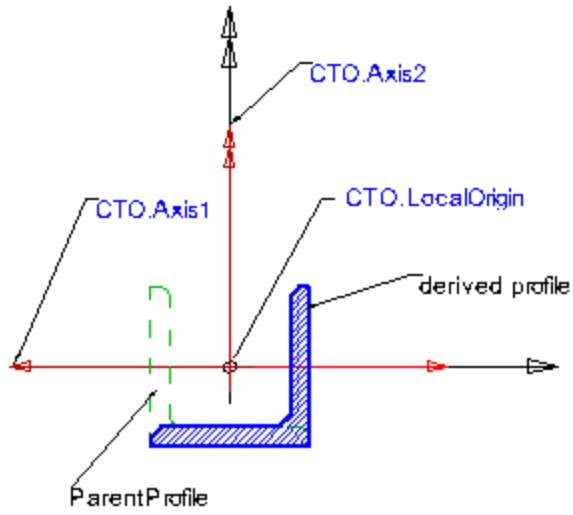 CTO.Axis2
CTO.Axis1
CTO.LocalOrigin
derived profile
ParentProfile